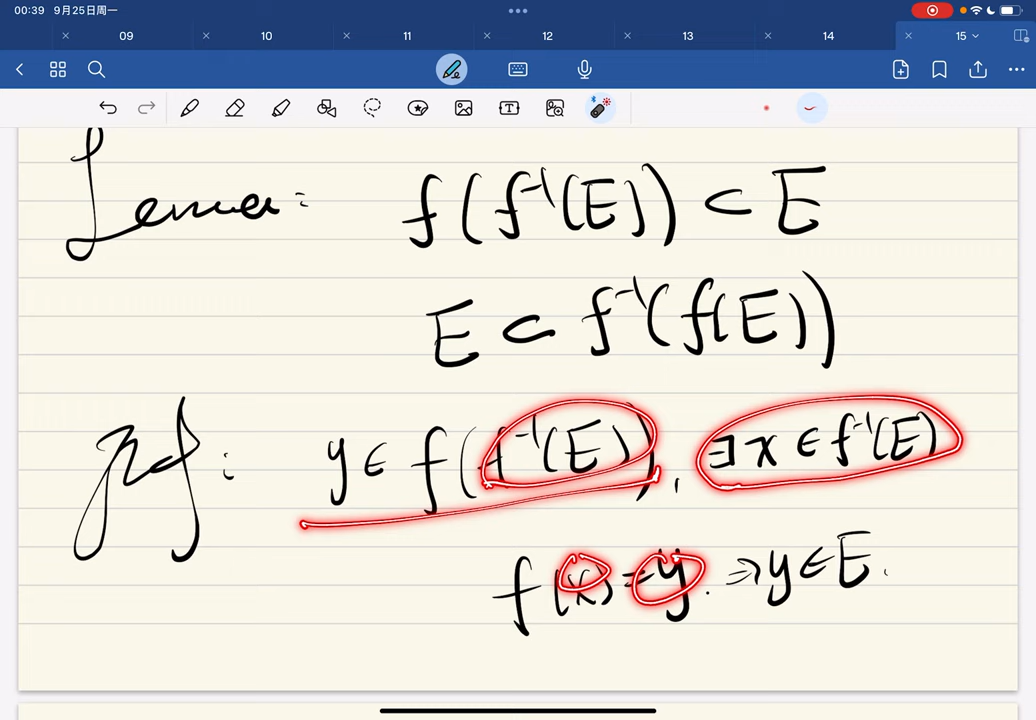 00:39 9月25日周一
09 10 11 12 13 14 15
Lemma:
f(f⁻¹(E)) ⊂ E
E ⊂ f⁻¹(f(E))
pf: y ∈ f(f⁻¹(E)), ∃x ∈ f⁻¹(E)
f(x)=y. ⇒ y ∈ E.